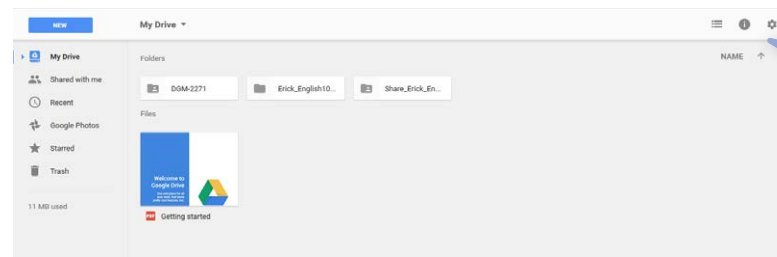 NEW
My Drive
NAME
My Drive
Shared with me
Recent
Google Photos
Starred
Trash
11 MB used
Folders
DGM-2271
Erick_English10...
Share_Erick_En...
Files
Welcome to
Google Drive
Getting started